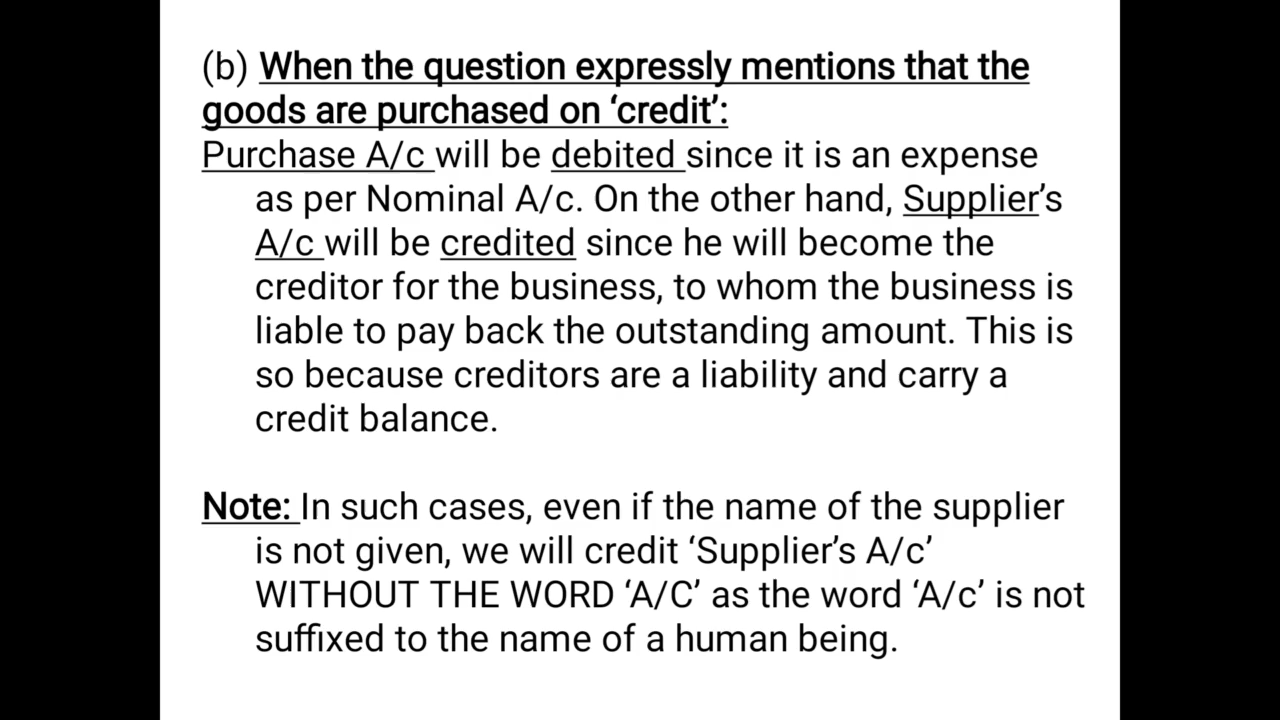 (b) When the question expressly mentions that the
goods are purchased on ‘credit’:
Purchase A/c will be debited since it is an expense
as per Nominal A/c. On the other hand, Supplier’s
A/c will be credited since he will become the
creditor for the business, to whom the business is
liable to pay back the outstanding amount. This is
so because creditors are a liability and carry a
credit balance.
Note: In such cases, even if the name of the supplier
is not given, we will credit ‘Supplier’s A/c’
WITHOUT THE WORD ‘A/C’ as the word ‘A/c’ is not
suffixed to the name of a human being.